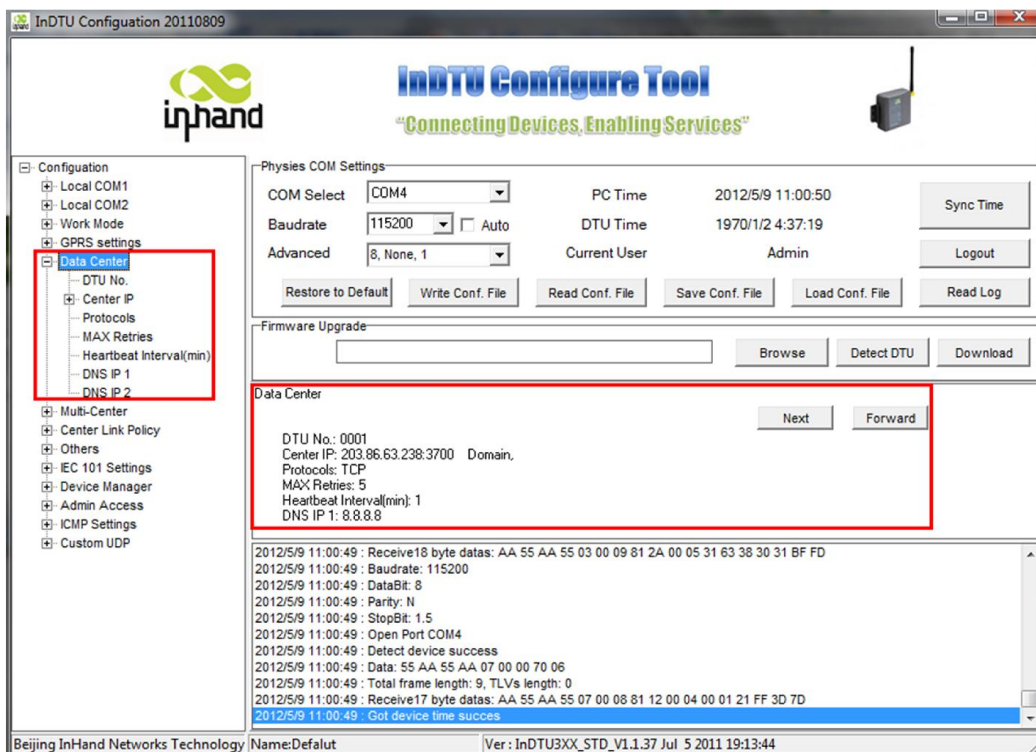 InDTU Configuation 20110809
inhand
InDTU Configure Tool
“Connecting Devices, Enabling Services”
Configuation
Local COM1
Local COM2
Work Mode
GPRS settings
Data Center
DTU No.
Center IP
Protocols
MAX Retries
Heartbeat Interval(min)
DNS IP 1
DNS IP 2
Multi-Center
Center Link Policy
Others
IEC 101 Settings
Device Manager
Admin Access
ICMP Settings
Custom UDP
Physies COM Settings
COM Select COM4 PC Time 2012/5/9 11:00:50 Sync Time
Baudrate 115200 Auto DTU Time 1970/1/2 4:37:19
Advanced 8, None, 1 Current User Admin Logout
Restore to Default Write Conf. File Read Conf. File Save Conf. File Load Conf. File Read Log
Firmware Upgrade
Browse Detect DTU Download
Data Center
Next Forward
DTU No.: 0001
Center IP: 203.86.63.238:3700 Domain,
Protocols: TCP
MAX Retries: 5
Heartbeat Interval(min): 1
DNS IP 1: 8.8.8.8
2012/5/9 11:00:49 : Receive18 byte datas: AA 55 AA 55 03 00 09 81 2A 00 05 31 63 38 30 31 BF FD
2012/5/9 11:00:49 : Baudrate: 115200
2012/5/9 11:00:49 : DataBit: 8
2012/5/9 11:00:49 : Parity: N
2012/5/9 11:00:49 : StopBit: 1.5
2012/5/9 11:00:49 : Open Port COM4
2012/5/9 11:00:49 : Detect device success
2012/5/9 11:00:49 : Data: 55 AA 55 AA 07 00 00 70 06
2012/5/9 11:00:49 : Total frame length: 9, TLVs length: 0
2012/5/9 11:00:49 : Receive17 byte datas: AA 55 AA 55 07 00 08 81 12 00 04 00 01 21 FF 3D 7D
2012/5/9 11:00:49 : Got device time succes
Beijing InHand Networks Technology Name:Defalut Ver : InDTU3XX_STD_V1.1.37 Jul 5 2011 19:13:44